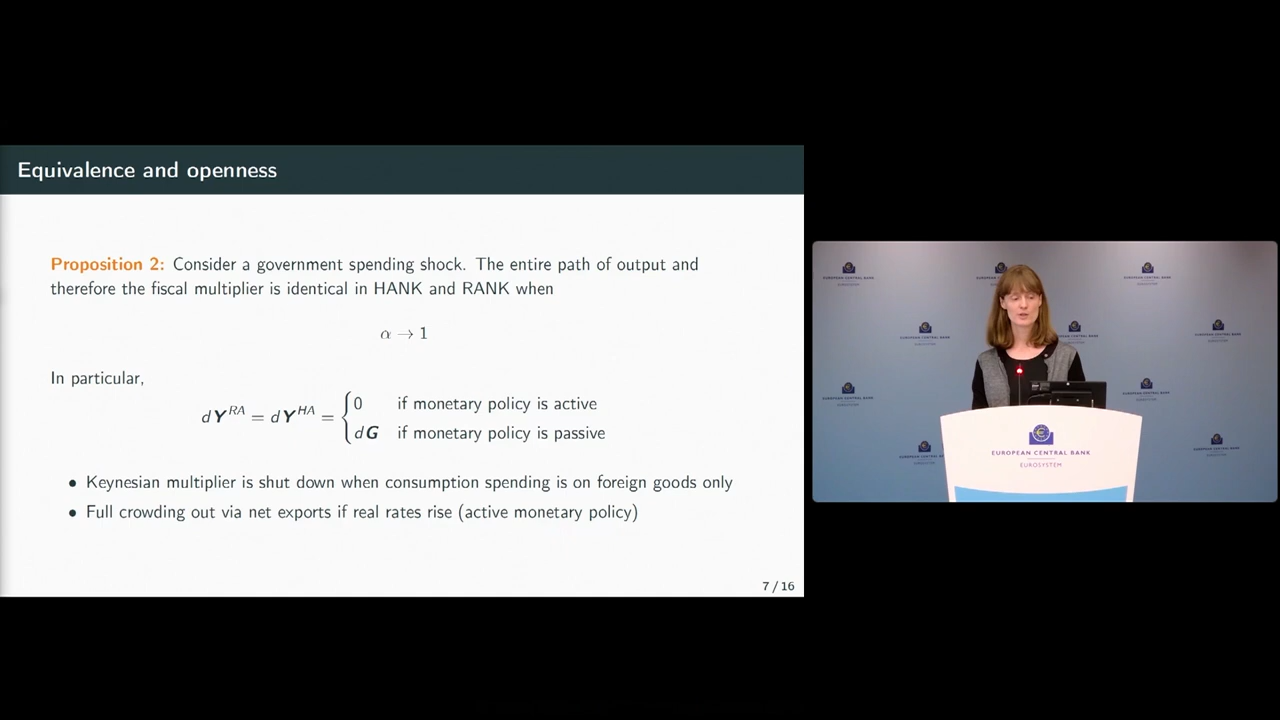 Equivalence and openness
Proposition 2: Consider a government spending shock. The entire path of output and
therefore the fiscal multiplier is identical in HANK and RANK when
α → 1
In particular,
dY^{RA} = dY^{HA} = { 0 if monetary policy is active
dG if monetary policy is passive
• Keynesian multiplier is shut down when consumption spending is on foreign goods only
• Full crowding out via net exports if real rates rise (active monetary policy)
7 / 16
EUROPEAN CENTRAL BANK
EUROSYSTEM